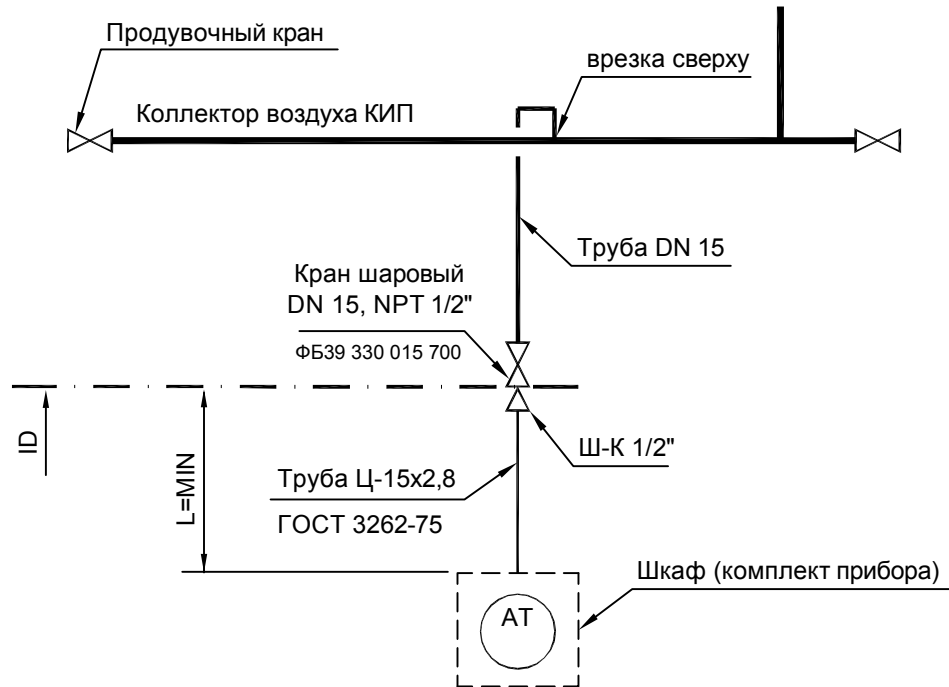 Продувочный кран
врезка сверху
Коллектор воздуха КИП
Труба DN 15
Кран шаровый
DN 15, NPT 1/2"
ФБ39 330 015 700
ID
L=MIN
Ш-К 1/2"
Труба Ц-15х2,8
ГОСТ 3262-75
Шкаф (комплект прибора)
АТ